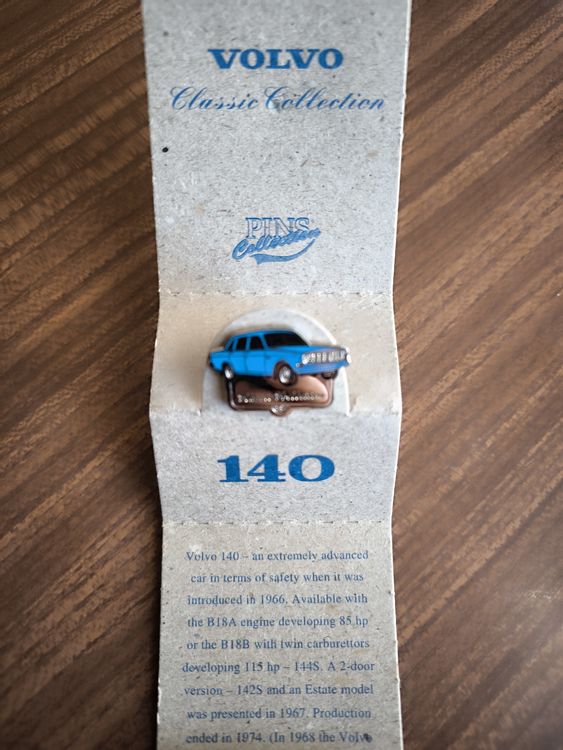 VOLVO
Classic Collection
PINS
Collection
140
Volvo 140 – an extremely advanced
car in terms of safety when it was
introduced in 1966. Available with
the B18A engine developing 85 hp
or the B18B with twin carburettors
developing 115 hp – 144S. A 2-door
version – 142S and an Estate model
was presented in 1967. Production
ended in 1974. (In 1968 the Volvo